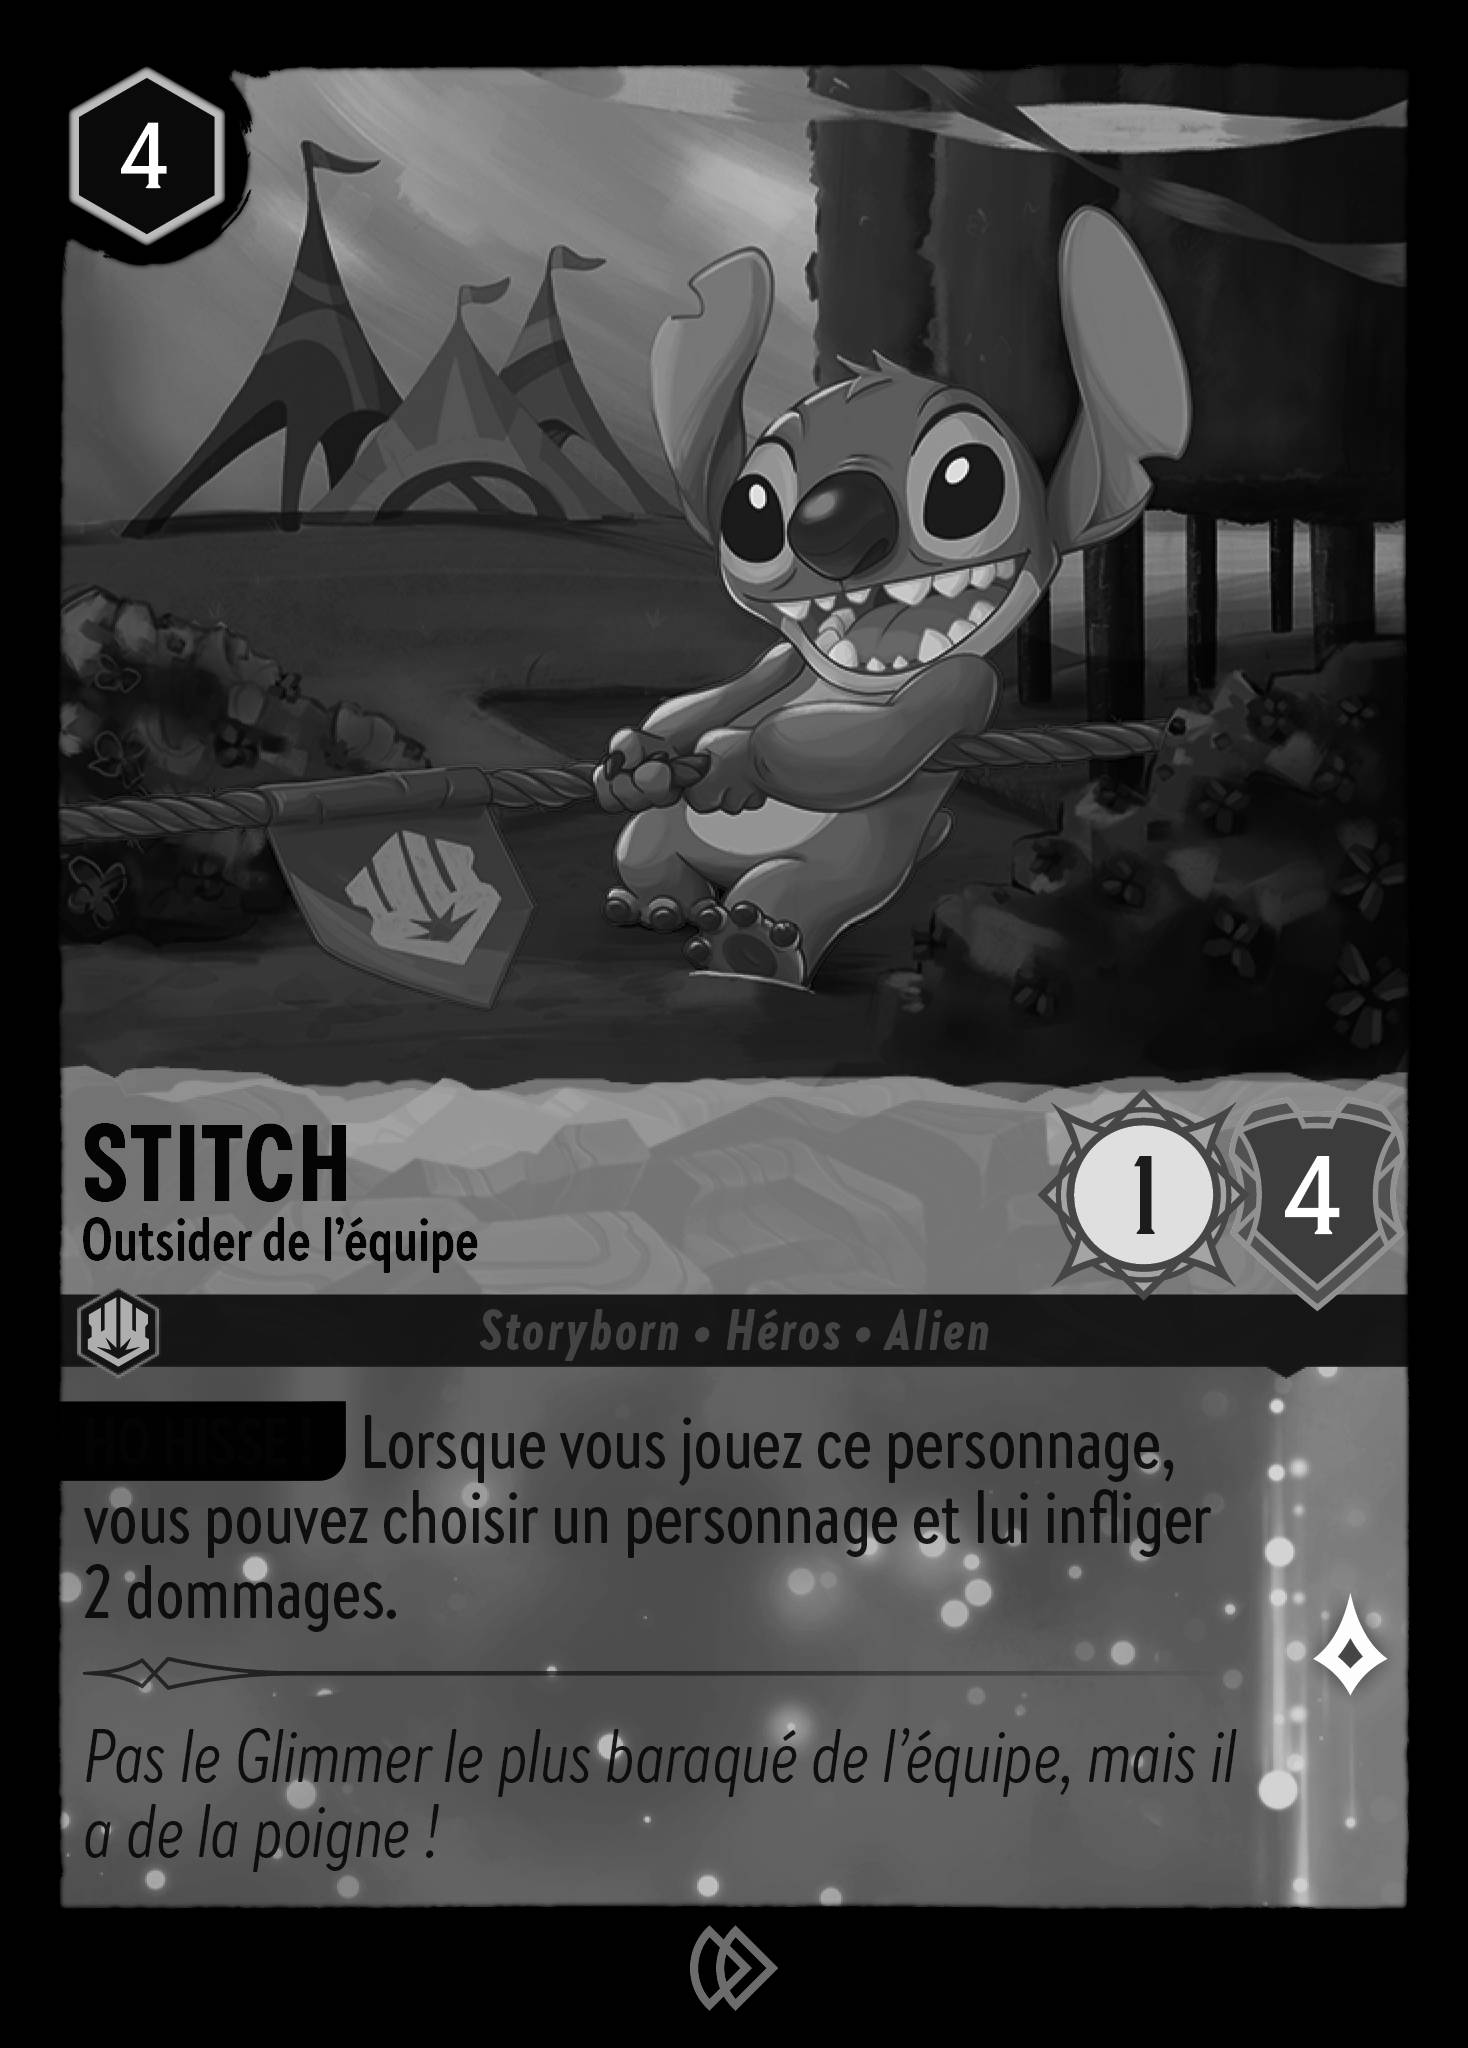 4
STITCH
Outsider de l’équipe
1 4
Storyborn • Héros • Alien
HO HISSE ! Lorsque vous jouez ce personnage,
vous pouvez choisir un personnage et lui infliger
2 dommages.
Pas le Glimmer le plus baraqué de l’équipe, mais il
a de la poigne !